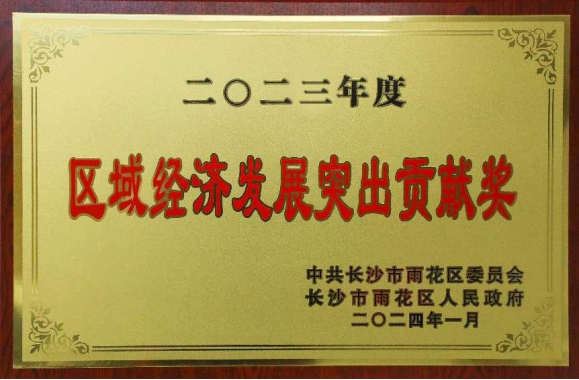 二〇二三年度
区域经济发展突出贡献奖
中共长沙市雨花区委员会
长沙市雨花区人民政府
二〇二四年一月